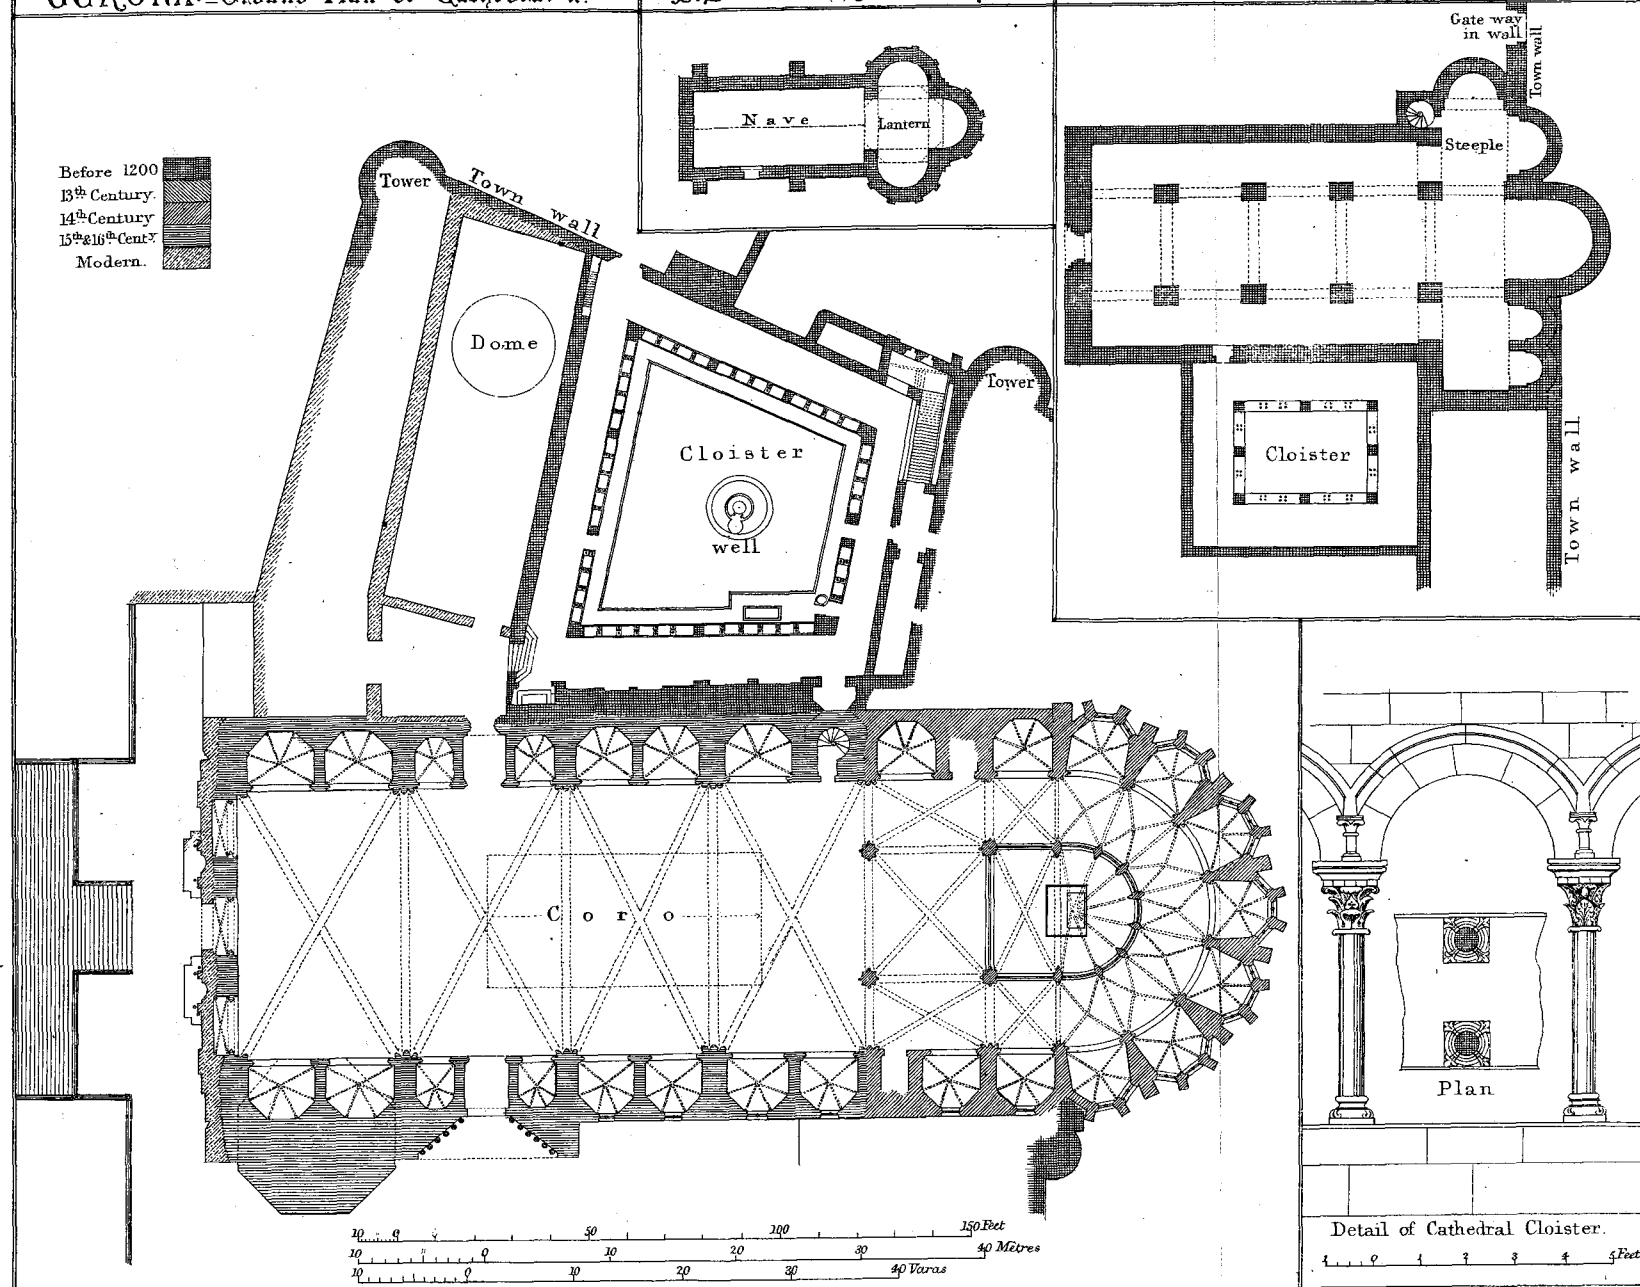 Gate way
in wall
Town wall
Nave
Lantern
Steeple
Before 1200
13th Century.
14th Century
15th & 16th Centy
Modern.
Tower
Town wall
Dome
Tower
Cloister
well
Cloister
Town wall
Coro
Plan
10 0 50 100 150 Feet
10 0 10 20 30 40 Mètres
10 0 10 20 30 40 Varas
Detail of Cathedral Cloister.
1 0 1 2 3 4 5 Feet